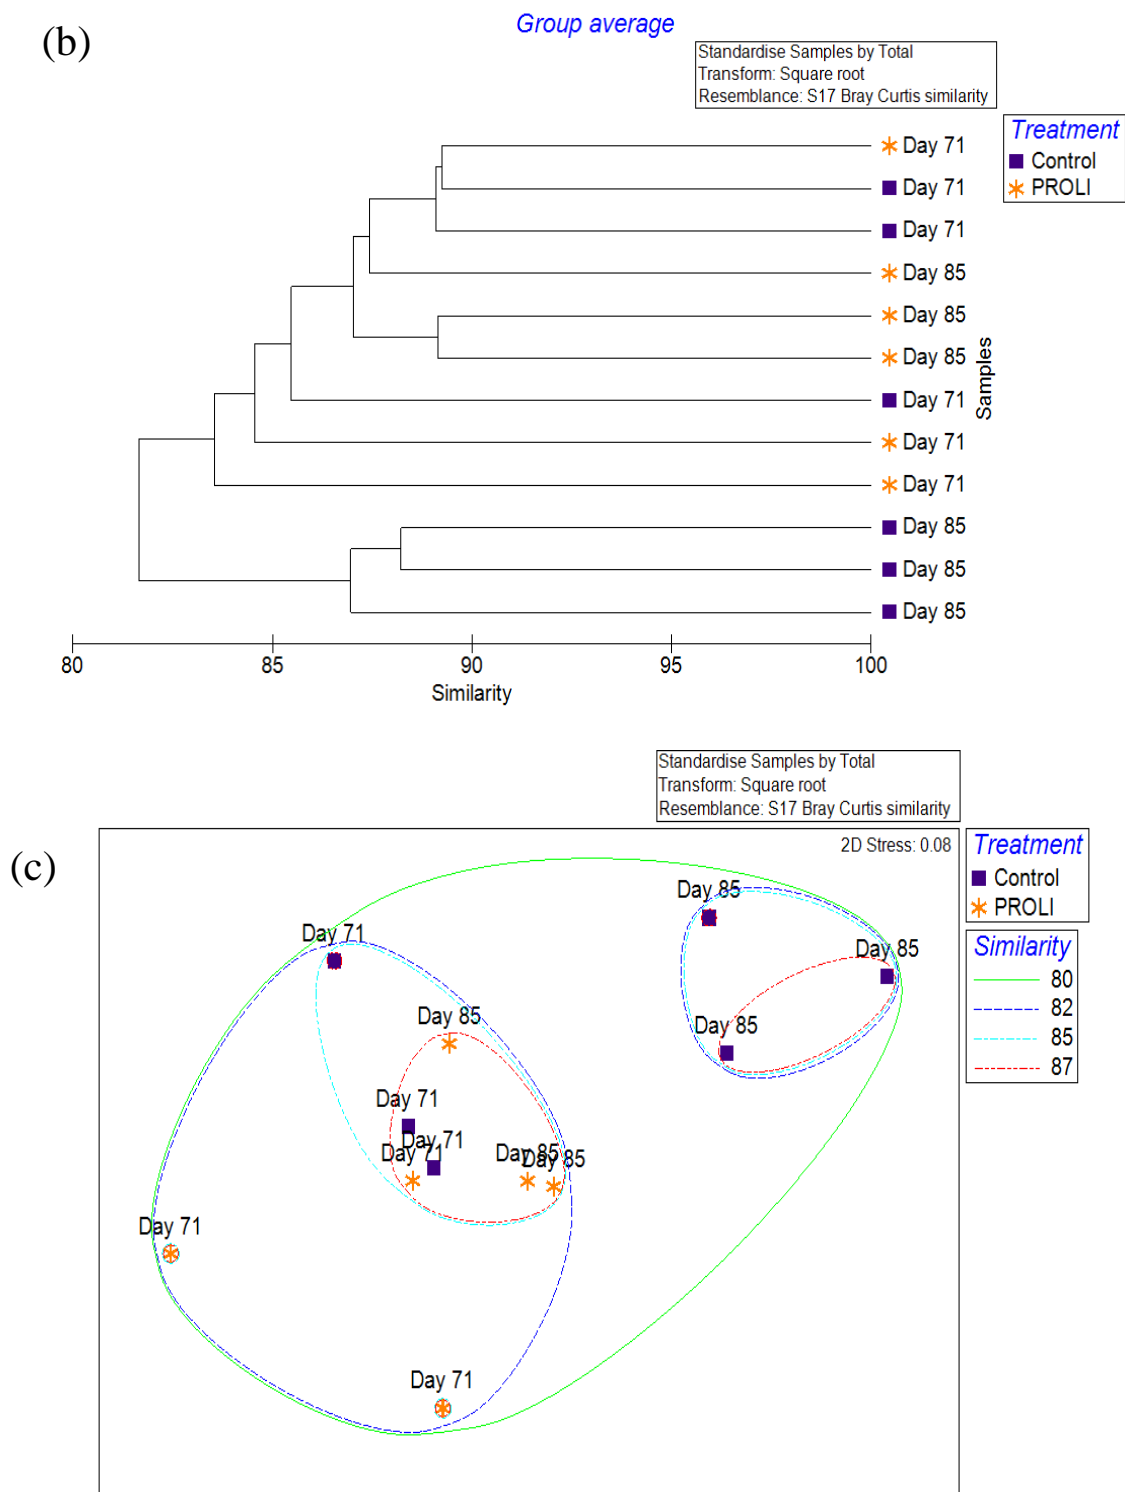 (b)
Group average
Standardise Samples by Total
Transform: Square root
Resemblance: S17 Bray Curtis similarity
Treatment
Control
PROLI
Day 71
Day 71
Day 71
Day 85
Day 85
Day 85
Day 71
Day 71
Day 71
Day 85
Day 85
Day 85
Samples
80 85 90 95 100
Similarity
(c)
Standardise Samples by Total
Transform: Square root
Resemblance: S17 Bray Curtis similarity
2D Stress: 0.08
Treatment
Control
PROLI
Similarity
80
82
85
87
Day 85
Day 71
Day 85
Day 85
Day 85
Day 71
Day 71
Day 71
Day 85
Day 85
Day 71
Day 71